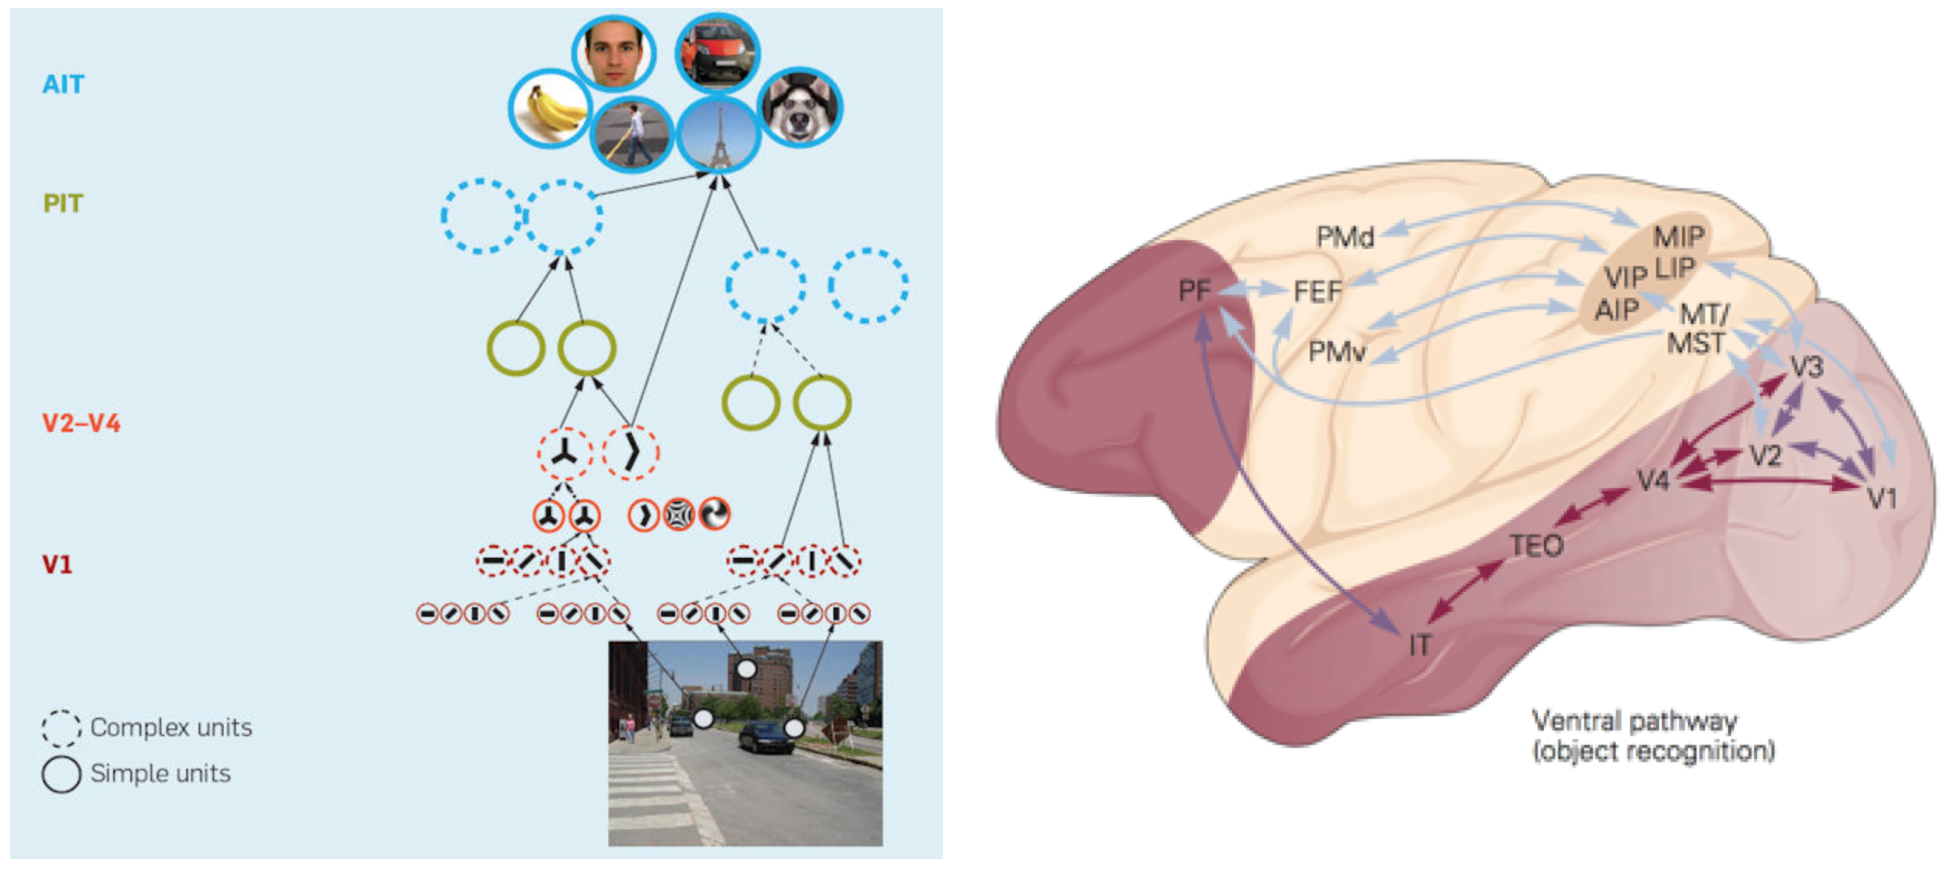 AIT
PIT
V2–V4
V1
Complex units
Simple units
PMd
MIP
VIP LIP
AIP
PF
FEF
MT/
MST
PMv
V3
V2
V4
V1
TEO
IT
Ventral pathway
(object recognition)